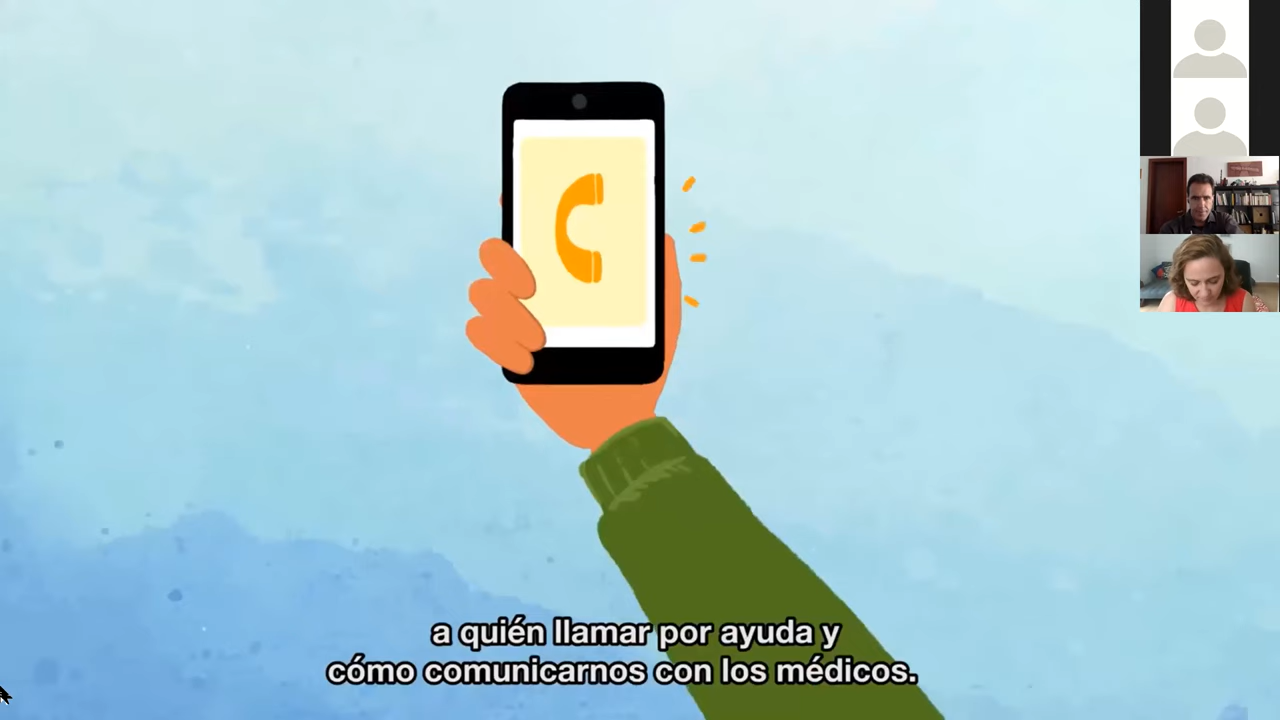 a quién llamar por ayuda y
cómo comunicarnos con los médicos.